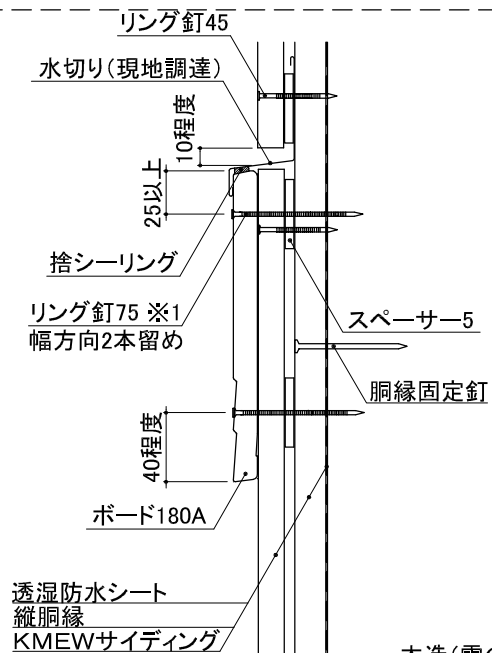 リング釘45
水切り(現地調達)
10程度
25以上
捨シーリング
リング釘75 ※1
幅方向2本留め
スペーサー5
胴縁固定釘
40程度
ボード180A
透湿防水シート
縦胴縁
KMEWサイディング